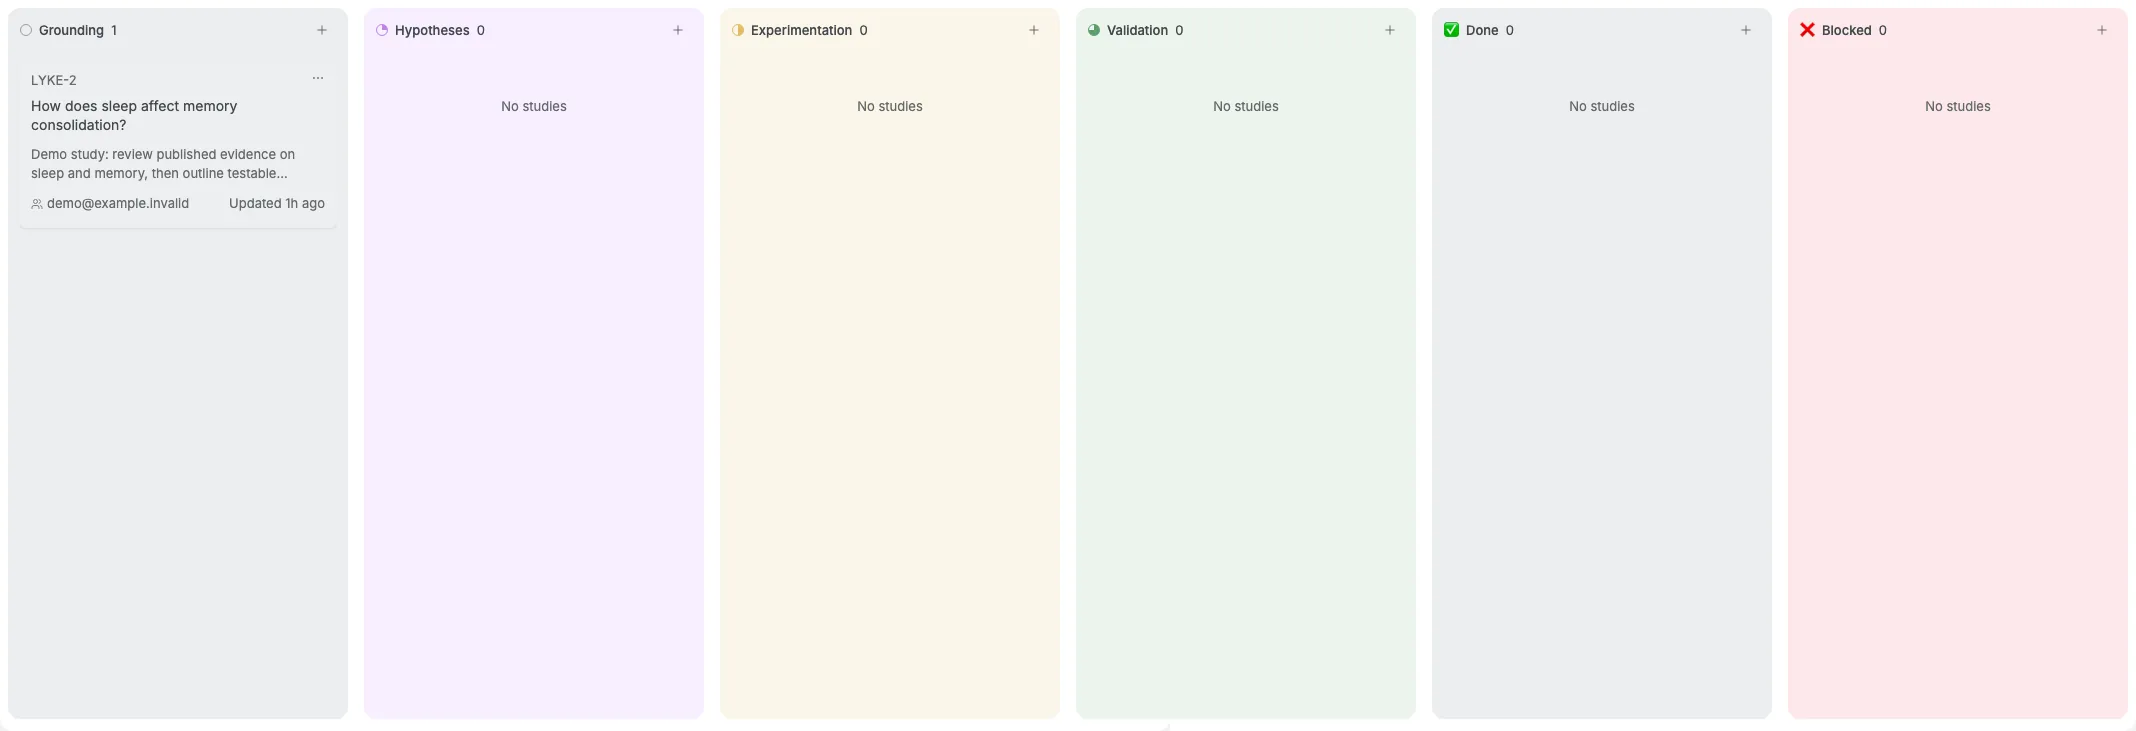 Grounding 1
LYKE-2
How does sleep affect memory
consolidation?
Demo study: review published evidence on
sleep and memory, then outline testable...
demo@example.invalid Updated 1h ago
Hypotheses 0
No studies
Experimentation 0
No studies
Validation 0
No studies
Done 0
No studies
Blocked 0
No studies